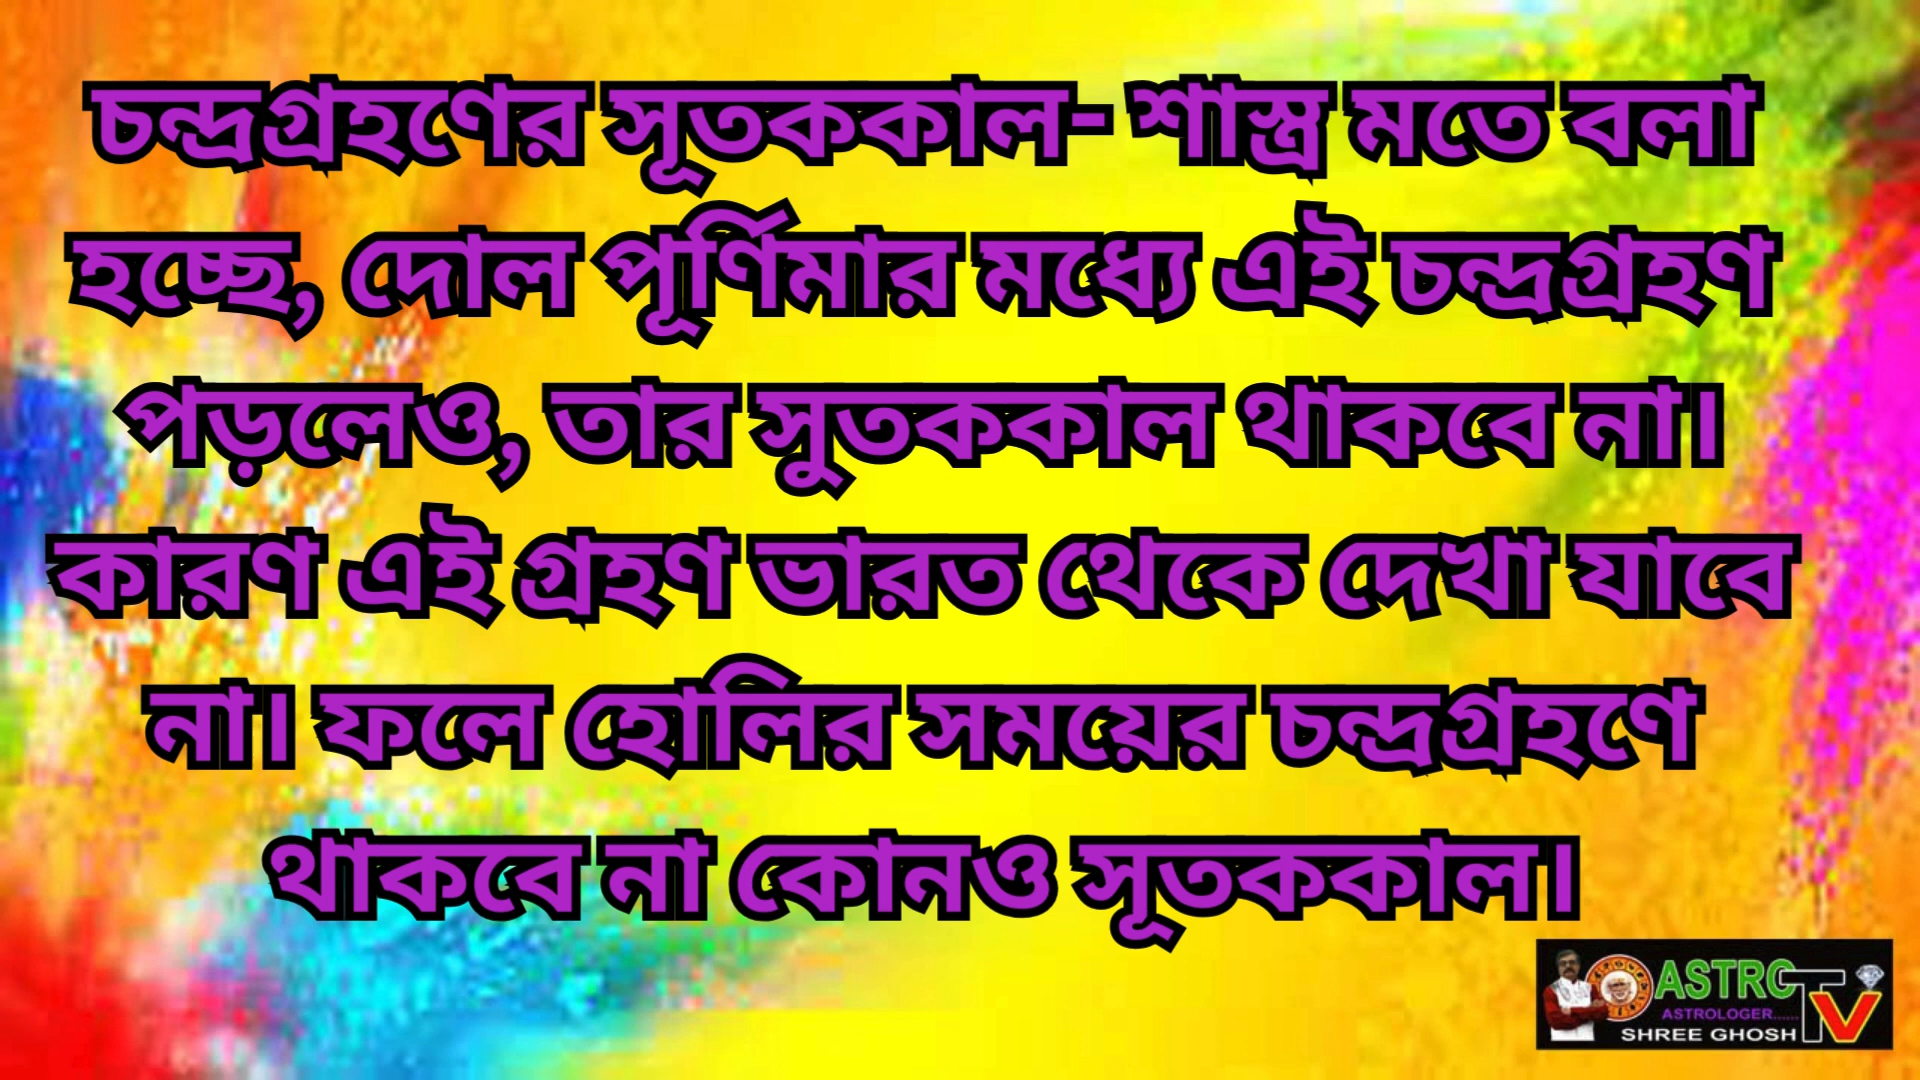 চন্দ্রগ্রহণের সূতককাল- শাস্ত্র মতে বলা
হচ্ছে, দোল পূর্ণিমার মধ্যে এই চন্দ্রগ্রহণ
পড়লেও, তার সুতককাল থাকবে না।
কারণ এই গ্রহণ ভারত থেকে দেখা যাবে
না। ফলে হোলির সময়ের চন্দ্রগ্রহণে
থাকবে না কোনও সূতককাল।
ASTRO TV
ASTROLOGER......
SHREE GHOSH